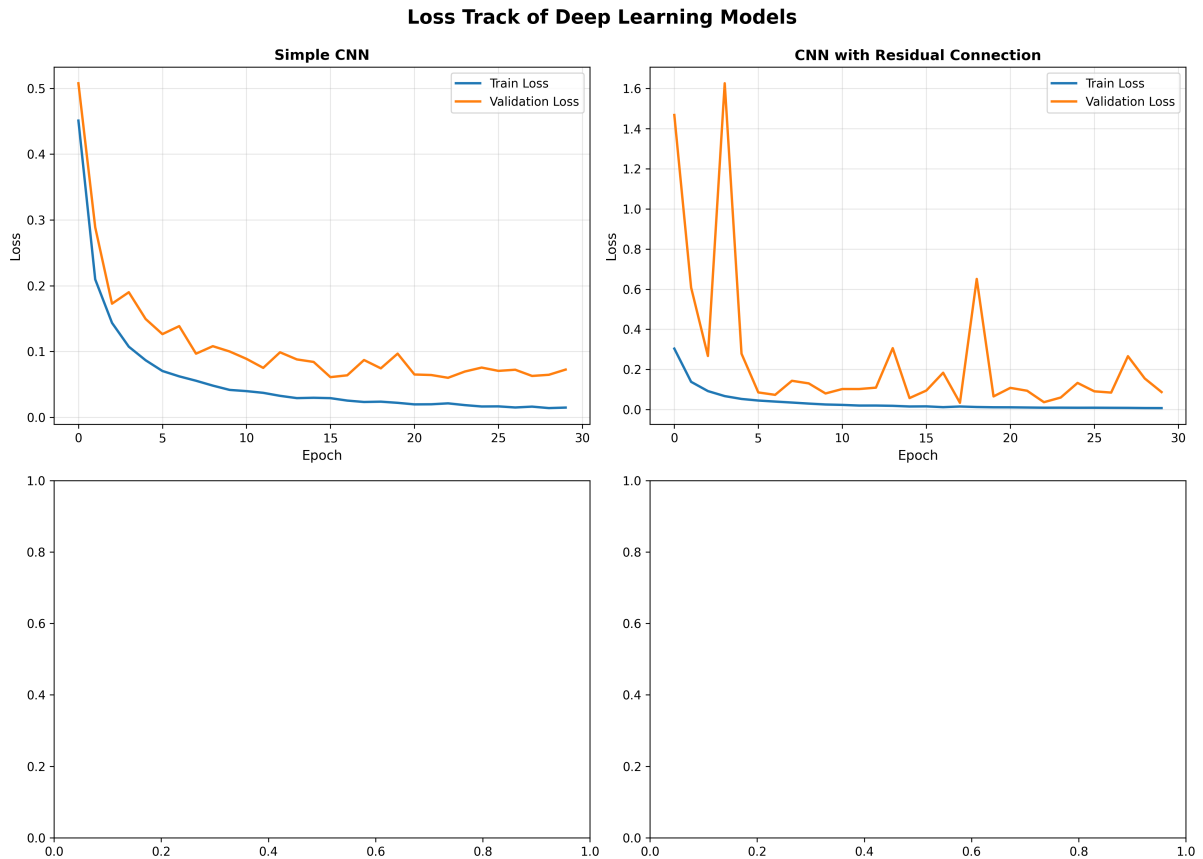 Loss Track of Deep Learning Models
Simple CNN
Train Loss
Validation Loss
0.5
0.4
0.3
0.2
0.1
0.0
Loss
0 5 10 15 20 25 30
Epoch
CNN with Residual Connection
Train Loss
Validation Loss
1.6
1.4
1.2
1.0
0.8
0.6
0.4
0.2
0.0
Loss
0 5 10 15 20 25 30
Epoch
1.0
0.8
0.6
0.4
0.2
0.0
0.0 0.2 0.4 0.6 0.8 1.0
1.0
0.8
0.6
0.4
0.2
0.0
0.0 0.2 0.4 0.6 0.8 1.0